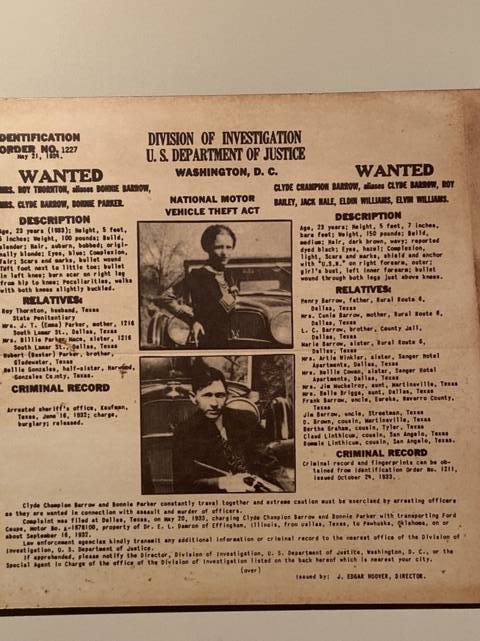 IDENTIFICATION
ORDER NO. 1227
May 21, 1934.
DIVISION OF INVESTIGATION
U. S. DEPARTMENT OF JUSTICE
WASHINGTON, D. C.
WANTED
MRS. ROY THORNTON, aliases BONNIE BARROW,
MRS. CLYDE BARROW, BONNIE PARKER.
DESCRIPTION
Age, 23 years (1933); Height, 5 feet,
5 inches; Weight, 100 pounds; Build,
slender; Hair, auburn, bobbed; origi-
nally blonde; Eyes, blue; Complexion,
fair; Scars and marks, bullet wound
left foot next to little toe; bullet
in left knee; burn scar on right leg
from hip to knee; Peculiarities, walks
with both knees slightly buckled.
RELATIVES:
Roy Thornton, husband, Texas
State Penitentiary
Mrs. J. T. (Emma) Parker, mother, 1216
South Lamar St., Dallas, Texas
Mrs. Billie Parker Mace, sister, 1216
South Lamar St., Dallas, Texas
Hubert (Buster) Parker, brother,
Gladewater, Texas
Bellie Gonzales, half-sister, Harwood,
Gonzales County, Texas
CRIMINAL RECORD
Arrested sheriff's office, Kaufman,
Texas, June 16, 1932; charge,
burglary; released.
NATIONAL MOTOR
VEHICLE THEFT ACT
WANTED
CLYDE CHAMPION BARROW, aliases CLYDE BARROW, ROY
BAILEY, JACK HALE, ELDIN WILLIAMS, ELVIN WILLIAMS.
DESCRIPTION
Age, 23 years; Height, 5 feet, 7 inches,
bare feet; Weight, 150 pounds; Build,
medium; Hair, dark brown, wavy; reported
dyed black; Eyes, hazel; Complexion,
light, Scars and marks, shield and anchor
with "U.S.N." on right forearm, outer;
girl's bust, left inner forearm; bullet
wound through both legs just above knees.
RELATIVES:
Henry Barrow, father, Rural Route 6,
Dallas, Texas
Mrs. Cumie Barrow, mother, Rural Route 6,
Dallas, Texas
L. C. Barrow, brother, County Jail,
Dallas, Texas
Marie Barrow, sister, Rural Route 6,
Dallas, Texas
Mrs. Artie Winkler, sister, Sanger Hotel
Apartments, Dallas, Texas
Mrs. Nellie Cowan, sister, Sanger Hotel
Apartments, Dallas, Texas
Mrs. Jim Muckelroy, aunt, Martinsville, Texas
Mrs. Belle Briggs, aunt, Dallas, Texas
Frank Barrow, uncle, Eureka, Navarro County,
Texas
Jim Barrow, uncle, Streetman, Texas
D. Brown, cousin, Martinsville, Texas
Bertha Graham, cousin, Tyler, Texas
Claud Linthicum, cousin, San Angelo, Texas
Rommie Linthicum, cousin, San Angelo, Texas.
CRIMINAL RECORD
Criminal record and fingerprints can be ob-
tained from Identification Order No. 1211,
issued October 24, 1933.
Clyde Champion Barrow and Bonnie Parker constantly travel together and extreme caution must be exercised by arresting officers
as they are wanted in connection with assault and murder of officers.
Complaint was filed at Dallas, Texas, on May 20, 1933, charging Clyde Champion Barrow and Bonnie Parker with transporting Ford
Coupe, Motor No. A-1878100, property of Dr. E. L. Damron of Effingham, Illinois, from Dallas, Texas, to Pawhuska, Oklahoma, on or
about September 16, 1932.
Law enforcement agencies kindly transmit any additional information or criminal record to the nearest office of the Division of
Investigation, U. S. Department of Justice.
If apprehended, please notify the Director, Division of Investigation, U. S. Department of Justice, Washington, D. C., or the
Special Agent in Charge of the office of the Division of Investigation listed on the back hereof which is nearest your city.
(over)
Issued by: J. EDGAR HOOVER, DIRECTOR.